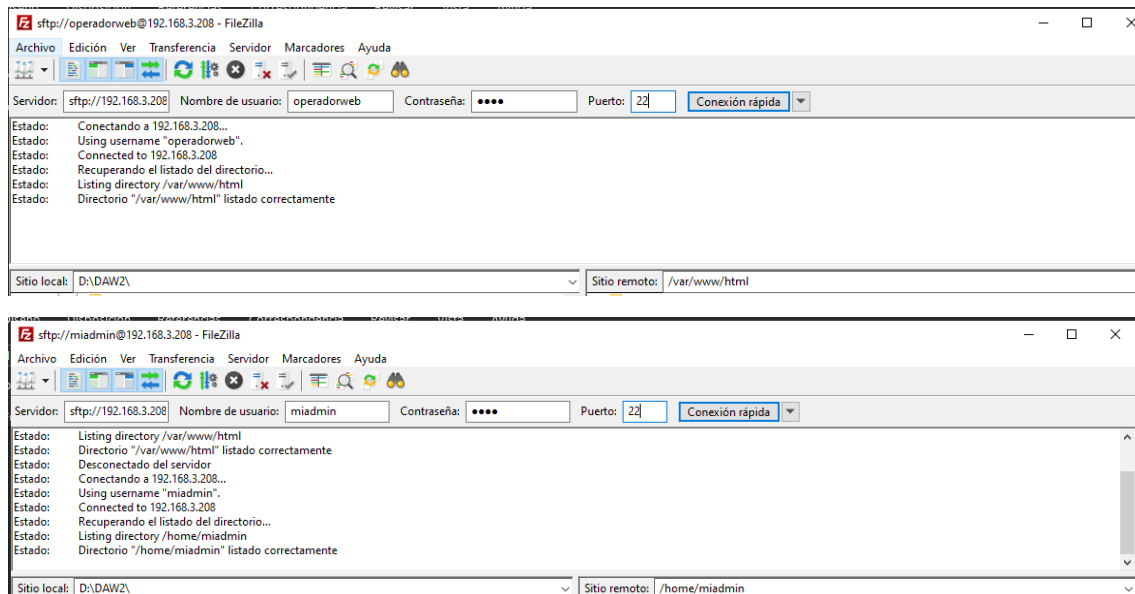 sftp://operadorweb@192.168.3.208 - FileZilla
Archivo Edición Ver Transferencia Servidor Marcadores Ayuda
Servidor: sftp://192.168.3.208 Nombre de usuario: operadorweb Contraseña: ●●●● Puerto: 22 Conexión rápida
Estado: Conectando a 192.168.3.208...
Estado: Using username "operadorweb".
Estado: Connected to 192.168.3.208
Estado: Recuperando el listado del directorio...
Estado: Listing directory /var/www/html
Estado: Directorio "/var/www/html" listado correctamente
Sitio local: D:\DAW2\ Sitio remoto: /var/www/html
sftp://miadmin@192.168.3.208 - FileZilla
Archivo Edición Ver Transferencia Servidor Marcadores Ayuda
Servidor: sftp://192.168.3.208 Nombre de usuario: miadmin Contraseña: ●●●● Puerto: 22 Conexión rápida
Estado: Listing directory /var/www/html
Estado: Directorio "/var/www/html" listado correctamente
Estado: Desconectado del servidor
Estado: Conectando a 192.168.3.208...
Estado: Using username "miadmin".
Estado: Connected to 192.168.3.208
Estado: Recuperando el listado del directorio...
Estado: Listing directory /home/miadmin
Estado: Directorio "/home/miadmin" listado correctamente
Sitio local: D:\DAW2\ Sitio remoto: /home/miadmin